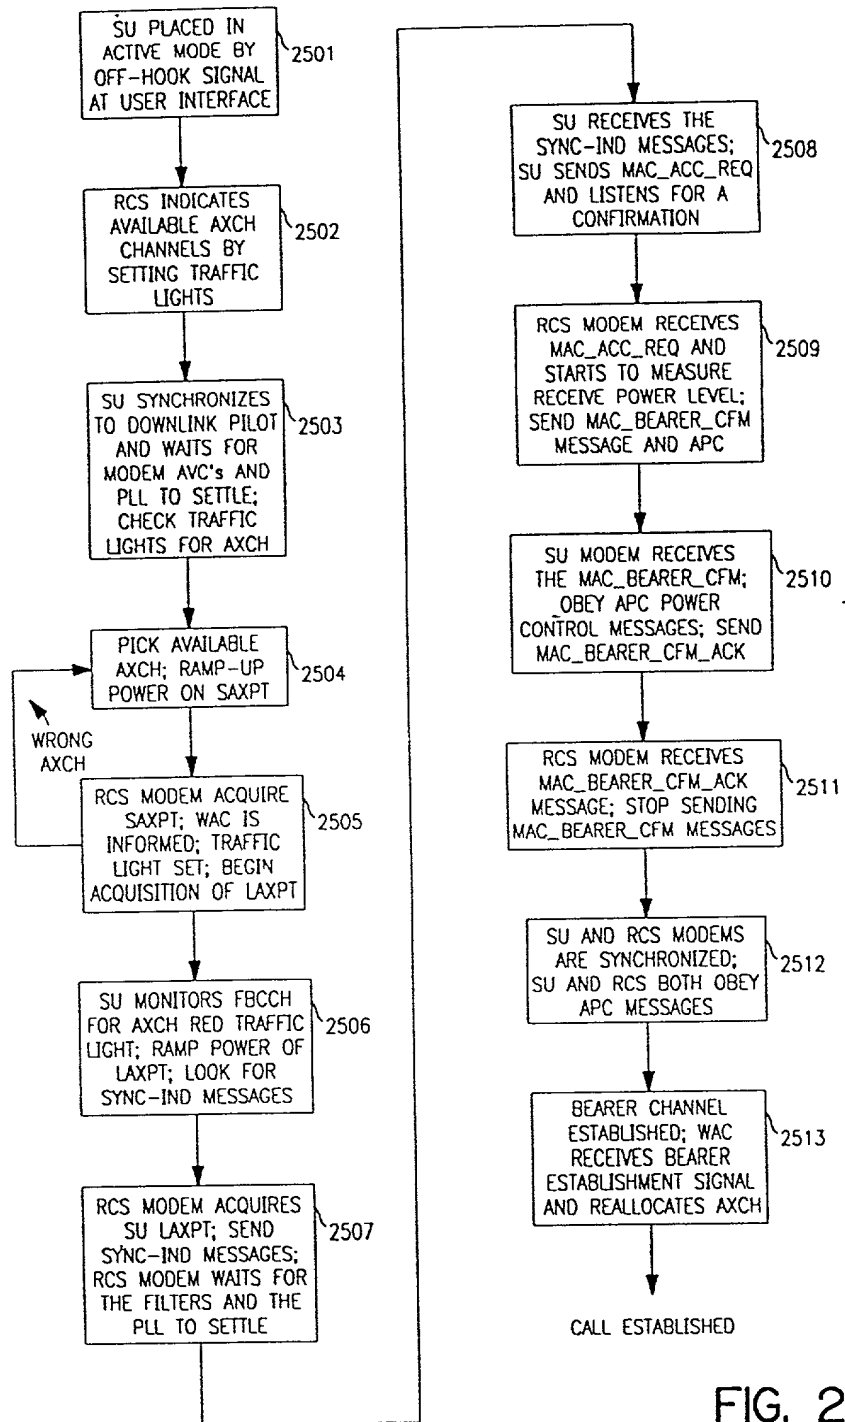 SU PLACED IN
ACTIVE MODE BY
OFF-HOOK SIGNAL
AT USER INTERFACE
2501
RCS INDICATES
AVAILABLE AXCH
CHANNELS BY
SETTING TRAFFIC
LIGHTS
2502
SU SYNCHRONIZES
TO DOWNLINK PILOT
AND WAITS FOR
MODEM AVC's AND
PLL TO SETTLE;
CHECK TRAFFIC
LIGHTS FOR AXCH
2503
PICK AVAILABLE
AXCH; RAMP-UP
POWER ON SAXPT
2504
WRONG
AXCH
RCS MODEM ACQUIRE
SAXPT; WAC IS
INFORMED; TRAFFIC
LIGHT SET; BEGIN
ACQUISITION OF LAXPT
2505
SU MONITORS FBCCH
FOR AXCH RED TRAFFIC
LIGHT; RAMP POWER OF
LAXPT; LOOK FOR
SYNC-IND MESSAGES
2506
RCS MODEM ACQUIRES
SU LAXPT; SEND
SYNC-IND MESSAGES;
RCS MODEM WAITS FOR
THE FILTERS AND THE
PLL TO SETTLE
2507
SU RECEIVES THE
SYNC-IND MESSAGES;
SU SENDS MAC_ACC_REQ
AND LISTENS FOR A
CONFIRMATION
2508
RCS MODEM RECEIVES
MAC_ACC_REQ AND
STARTS TO MEASURE
RECEIVE POWER LEVEL;
SEND MAC_BEARER_CFM
MESSAGE AND APC
2509
SU MODEM RECEIVES
THE MAC_BEARER_CFM;
OBEY APC POWER
CONTROL MESSAGES; SEND
MAC_BEARER_CFM_ACK
2510
RCS MODEM RECEIVES
MAC_BEARER_CFM_ACK
MESSAGE; STOP SENDING
MAC_BEARER_CFM MESSAGES
2511
SU AND RCS MODEMS
ARE SYNCHRONIZED;
SU AND RCS BOTH OBEY
APC MESSAGES
2512
BEARER CHANNEL
ESTABLISHED; WAC
RECEIVES BEARER
ESTABLISHMENT SIGNAL
AND REALLOCATES AXCH
2513
CALL ESTABLISHED
FIG. 2